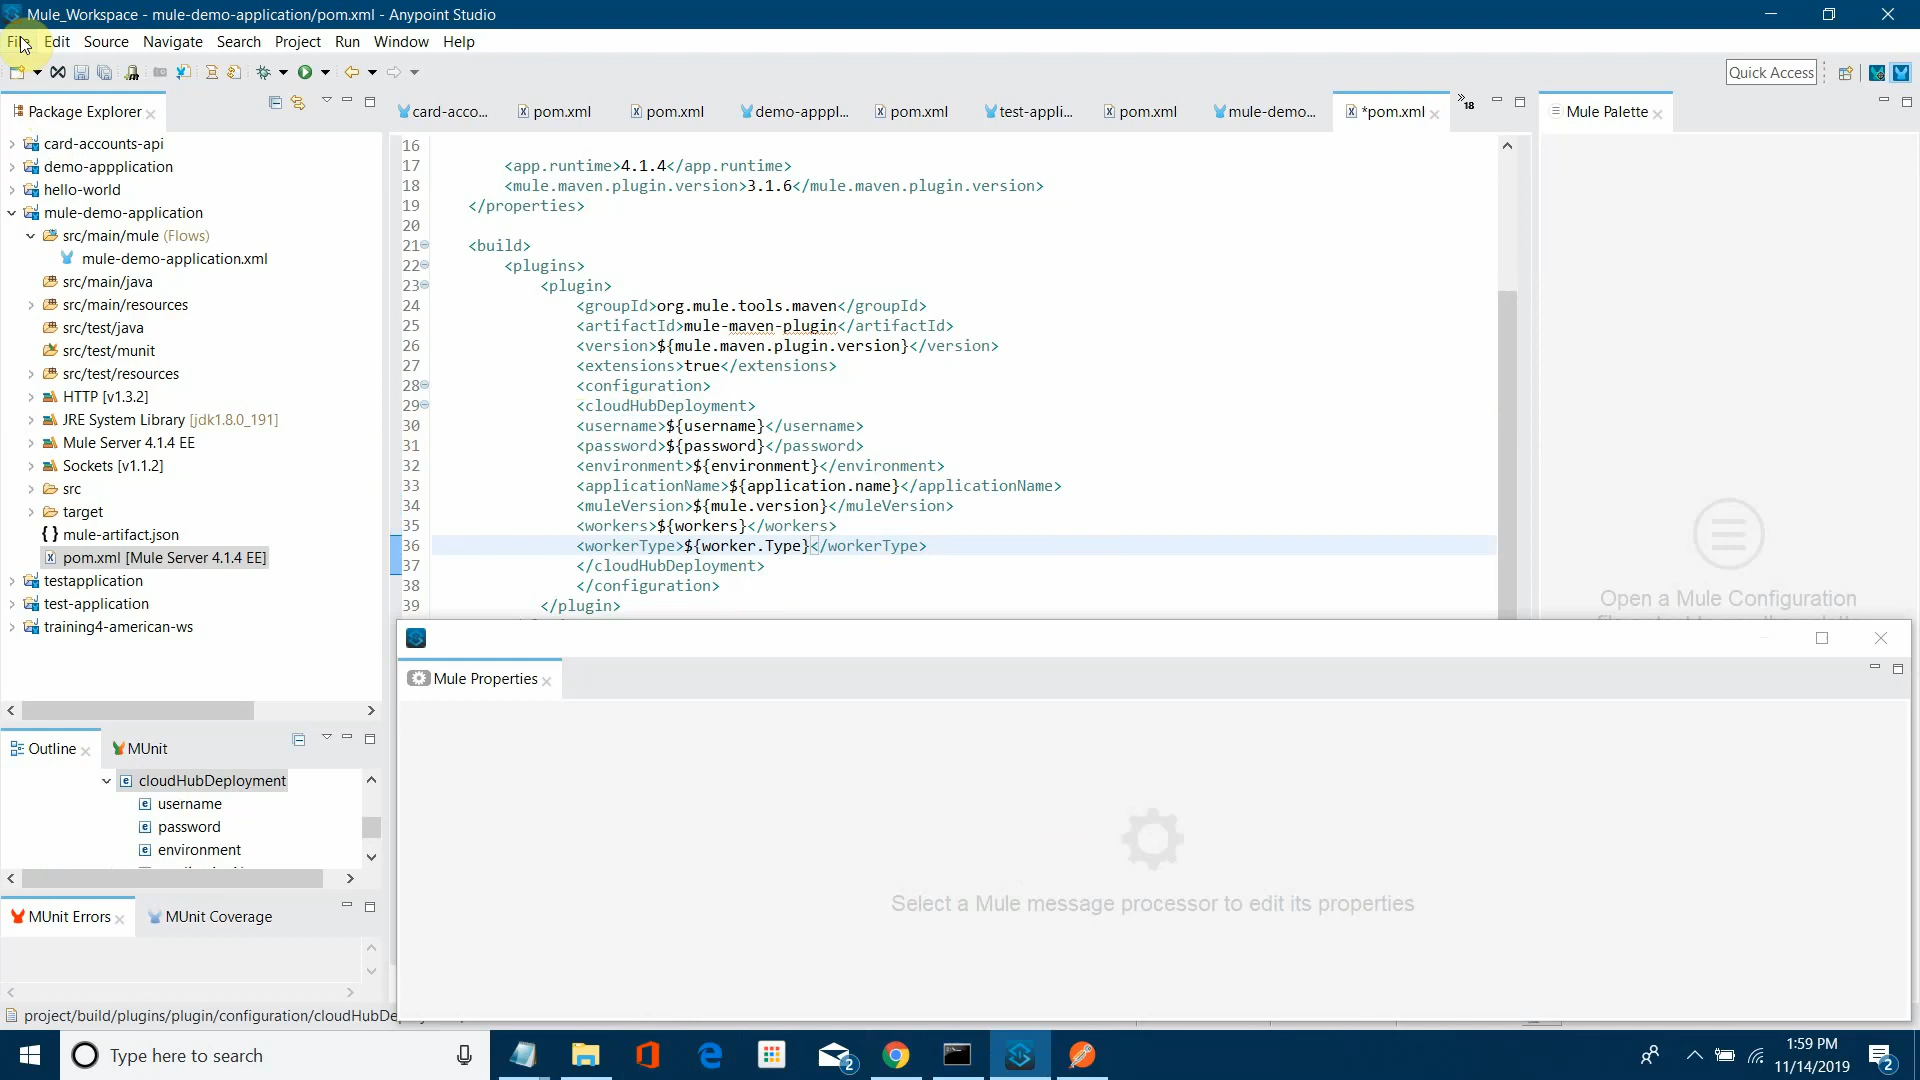 Mule_Workspace - mule-demo-application/pom.xml - Anypoint Studio
File Edit Source Navigate Search Project Run Window Help
Quick Access
Package Explorer
card-acco...
pom.xml
pom.xml
demo-apppl...
pom.xml
test-appli...
pom.xml
mule-demo...
*pom.xml
18
Mule Palette
card-accounts-api
demo-appplication
hello-world
mule-demo-application
src/main/mule (Flows)
mule-demo-application.xml
src/main/java
src/main/resources
src/test/java
src/test/munit
src/test/resources
HTTP [v1.3.2]
JRE System Library [jdk1.8.0_191]
Mule Server 4.1.4 EE
Sockets [v1.1.2]
src
target
mule-artifact.json
pom.xml [Mule Server 4.1.4 EE]
testapplication
test-application
training4-american-ws
16
17 <app.runtime>4.1.4</app.runtime>
18 <mule.maven.plugin.version>3.1.6</mule.maven.plugin.version>
19 </properties>
20
21 <build>
22 <plugins>
23 <plugin>
24 <groupId>org.mule.tools.maven</groupId>
25 <artifactId>mule-maven-plugin</artifactId>
26 <version>${mule.maven.plugin.version}</version>
27 <extensions>true</extensions>
28 <configuration>
29 <cloudHubDeployment>
30 <username>${username}</username>
31 <password>${password}</password>
32 <environment>${environment}</environment>
33 <applicationName>${application.name}</applicationName>
34 <muleVersion>${mule.version}</muleVersion>
35 <workers>${workers}</workers>
36 <workerType>${worker.Type}</workerType>
37 </cloudHubDeployment>
38 </configuration>
39 </plugin>
Open a Mule Configuration
Outline
MUnit
cloudHubDeployment
username
password
environment
MUnit Errors
MUnit Coverage
Mule Properties
Select a Mule message processor to edit its properties
project/build/plugins/plugin/configuration/cloudHubDe
Type here to search
2
1:59 PM
11/14/2019
2